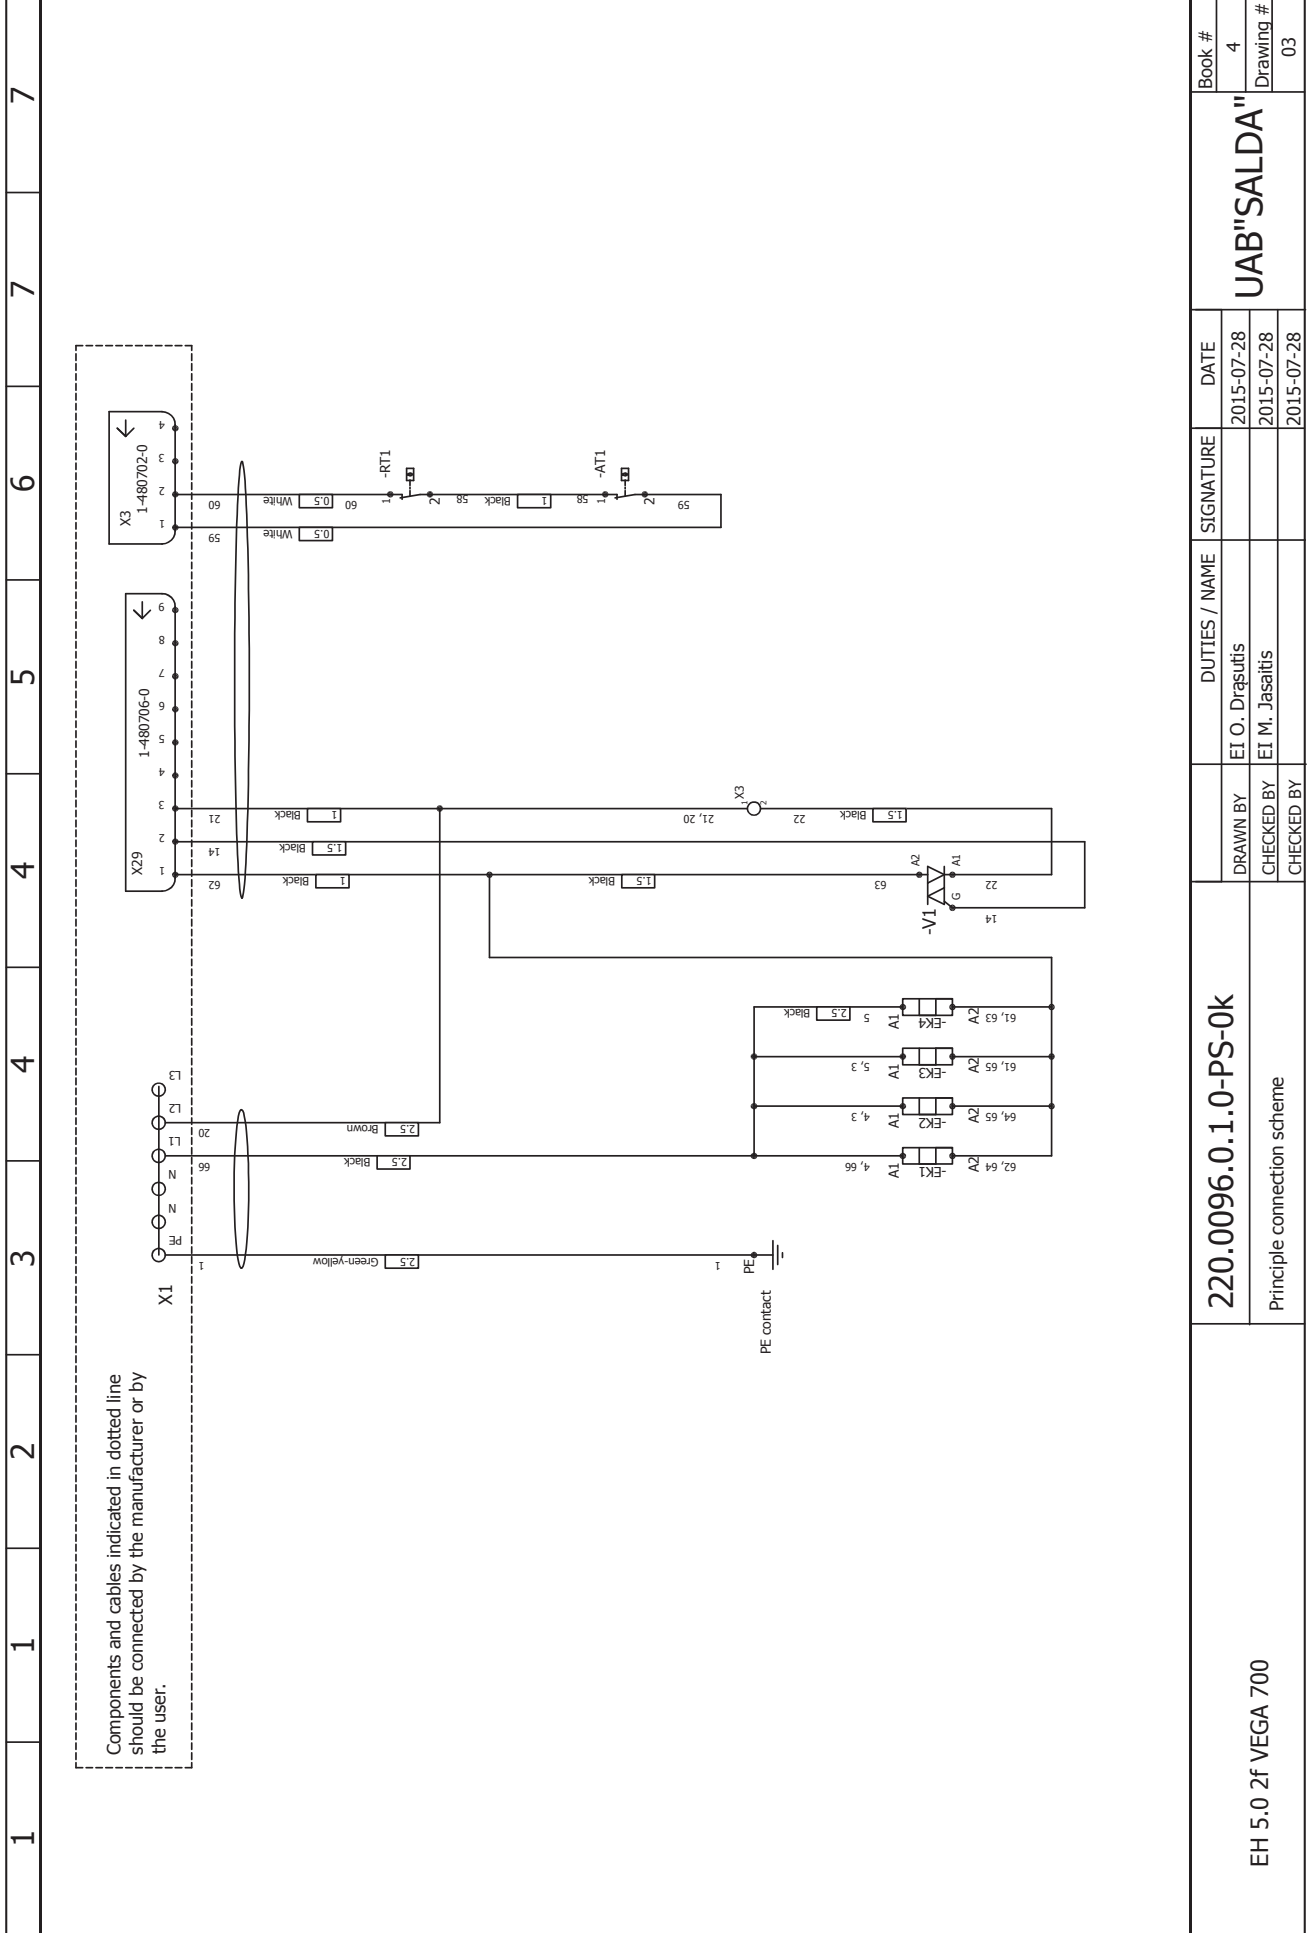 1
1
1
2
3
4
4
5
6
7
7
Components and cables indicated in dotted line
should be connected by the manufacturer or by
the user.
X1
PE
N
N
L1
L2
L3
X29
1-480706-0
1
2
3
4
5
6
7
8
9
X3
1-480702-0
1
2
3
4
1
66
20
62
14
21
59
60
Green-yellow 2.5
Black 2.5
Brown 2.5
Black 1
Black 1.5
Black 1
White 0.5
White 0.5
60
1
-RT1
2
58
Black 1
58
1
-AT1
2
59
Black 1.5
63
21, 20
X3
1
2
22
Black 1.5
A2
A1
G
-V1
22
14
1
PE
PE contact
Black 2.5
4, 66
4, 3
5, 3
5
A1
A1
A1
A1
-EK1
-EK2
-EK3
-EK4
A2
A2
A2
A2
62, 64
64, 65
61, 65
61, 63
EH 5.0 2f VEGA 700
220.0096.0.1.0-PS-0k
Principle connection scheme
DUTIES / NAME
SIGNATURE
DATE
DRAWN BY
EI O. Drąsutis
2015-07-28
CHECKED BY
EI M. Jasaitis
2015-07-28
CHECKED BY
2015-07-28
UAB"SALDA"
Book #
4
Drawing #
03